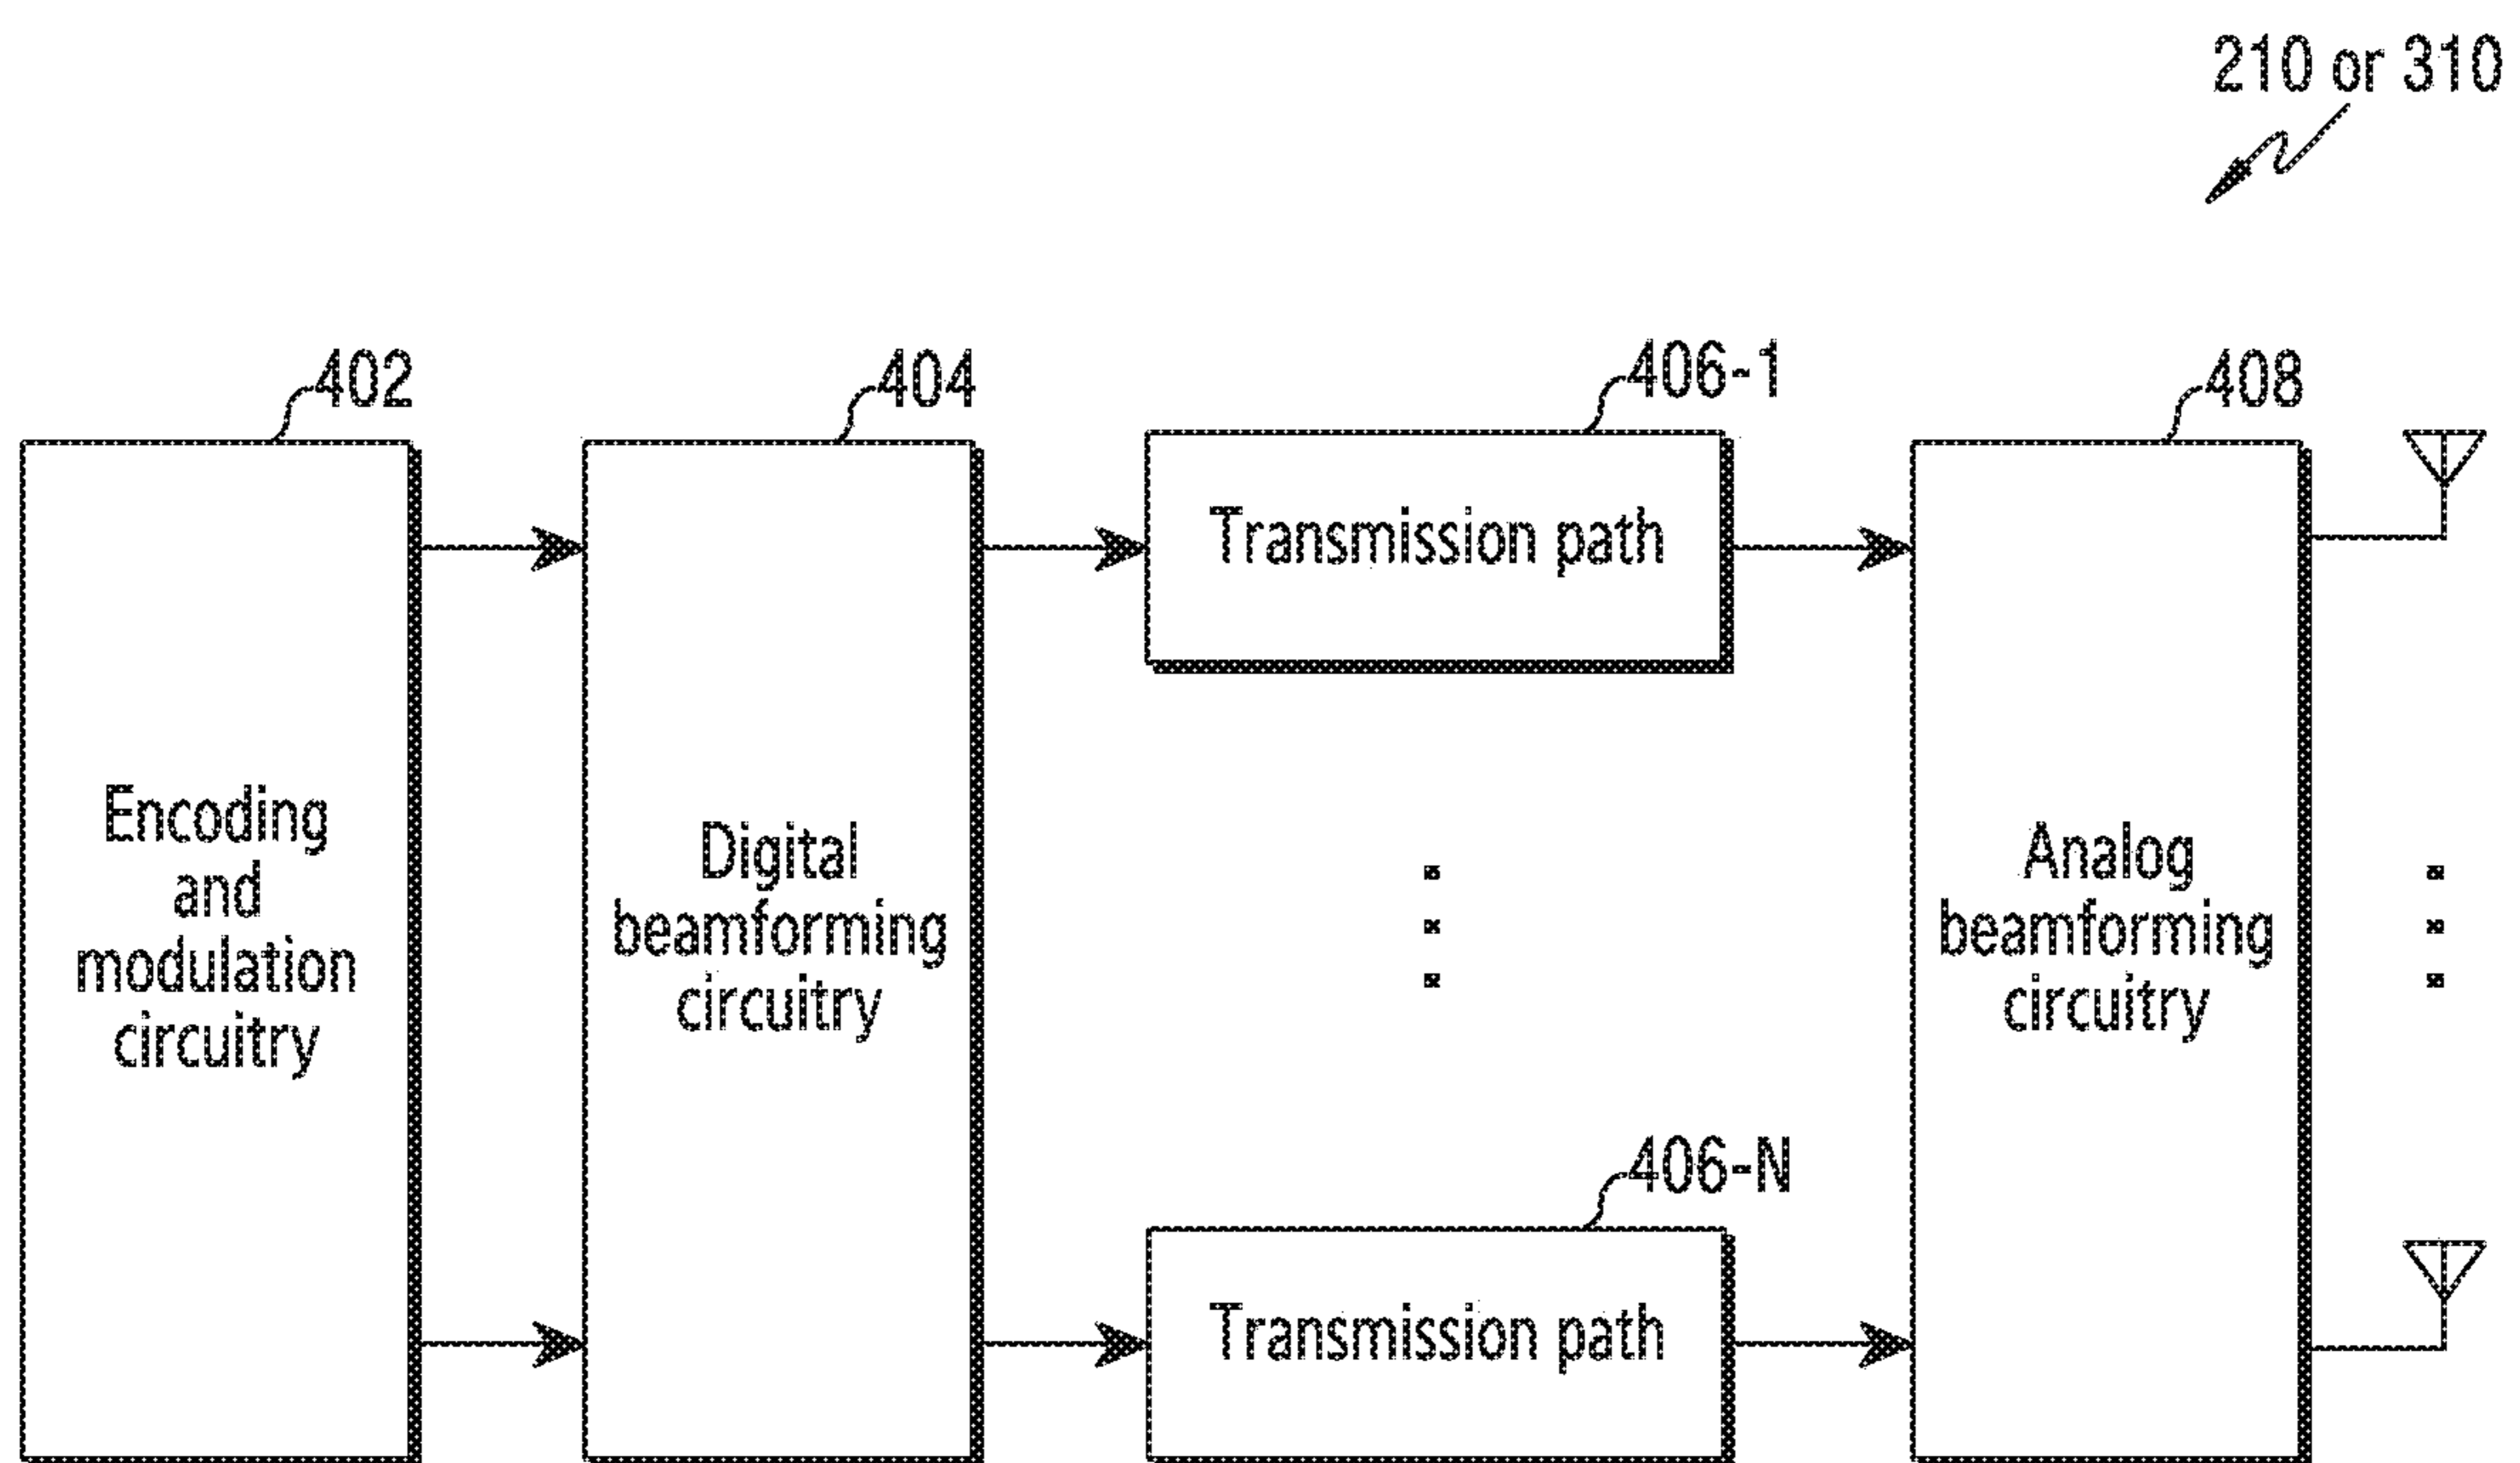 210 or 310
402
404
406-1
408
Transmission path
Encoding
and
modulation
circuitry
Digital
beamforming
circuitry
Analog
beamforming
circuitry
406-N
Transmission path